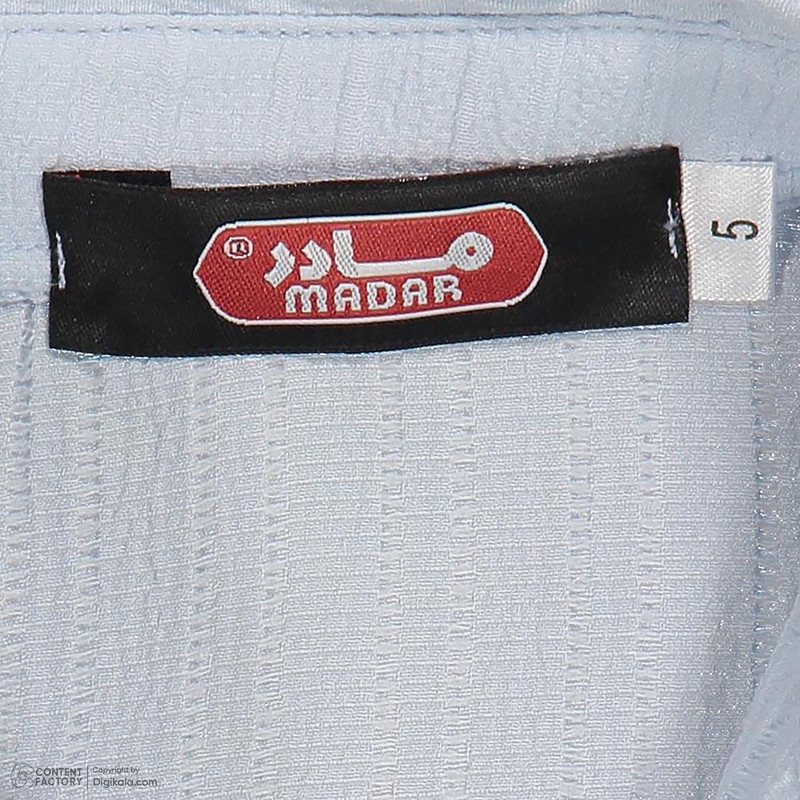 مادر
®
MADAR
5
CONTENT FACTORY
Copyright by
Digikala.com